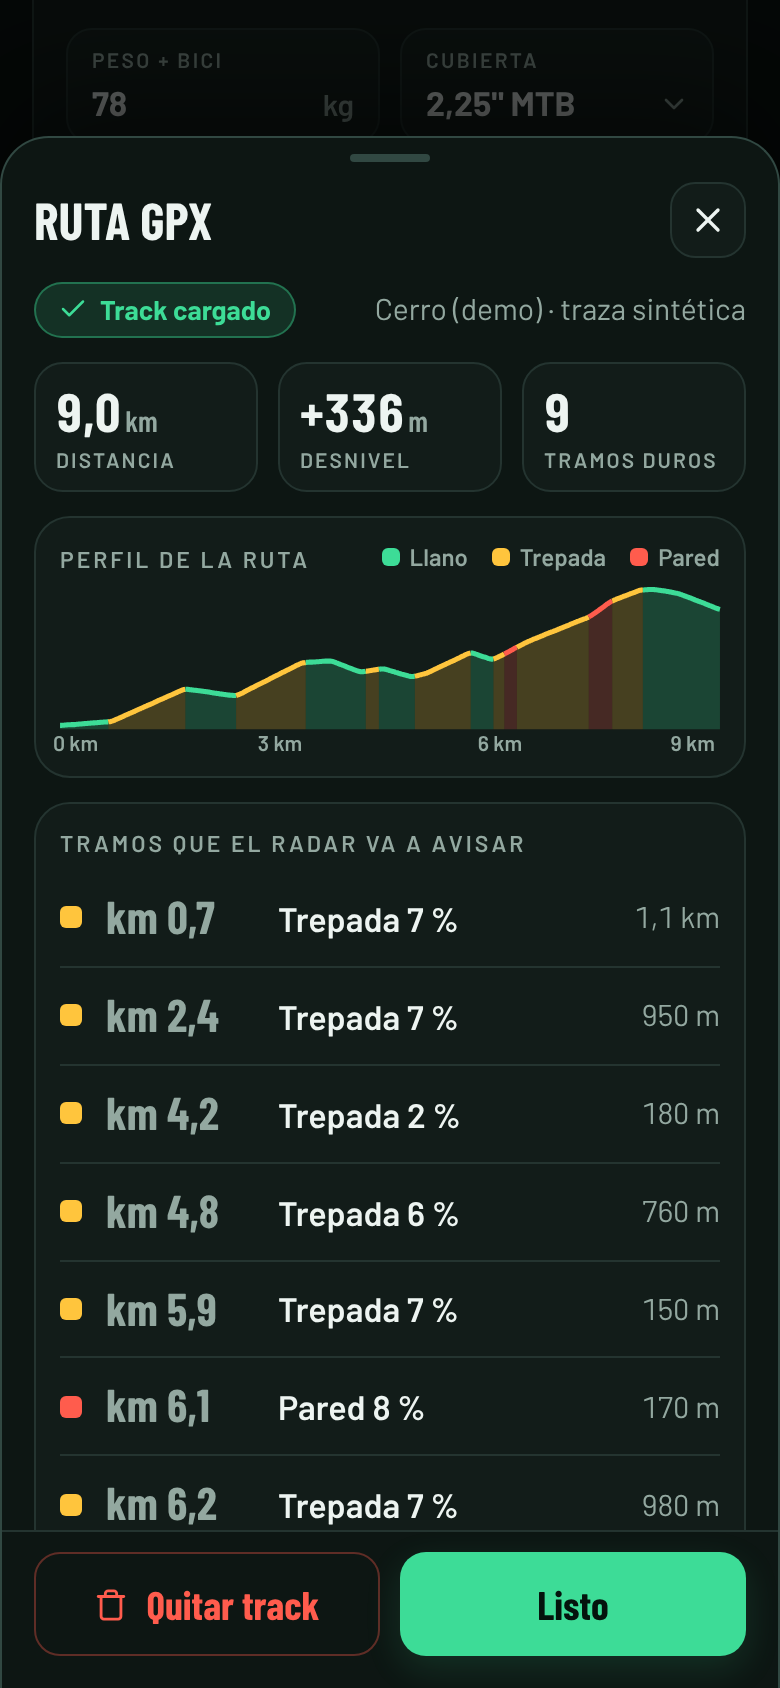 PESO + BICI
CUBIERTA
78 kg
2,25" MTB
RUTA GPX
Track cargado
Cerro (demo) · traza sintética
9,0 km
DISTANCIA
+336 m
DESNIVEL
9
TRAMOS DUROS
PERFIL DE LA RUTA
Llano
Trepada
Pared
0 km
3 km
6 km
9 km
TRAMOS QUE EL RADAR VA A AVISAR
km 0,7 Trepada 7 % 1,1 km
km 2,4 Trepada 7 % 950 m
km 4,2 Trepada 2 % 180 m
km 4,8 Trepada 6 % 760 m
km 5,9 Trepada 7 % 150 m
km 6,1 Pared 8 % 170 m
km 6,2 Trepada 7 % 980 m
Quitar track
Listo